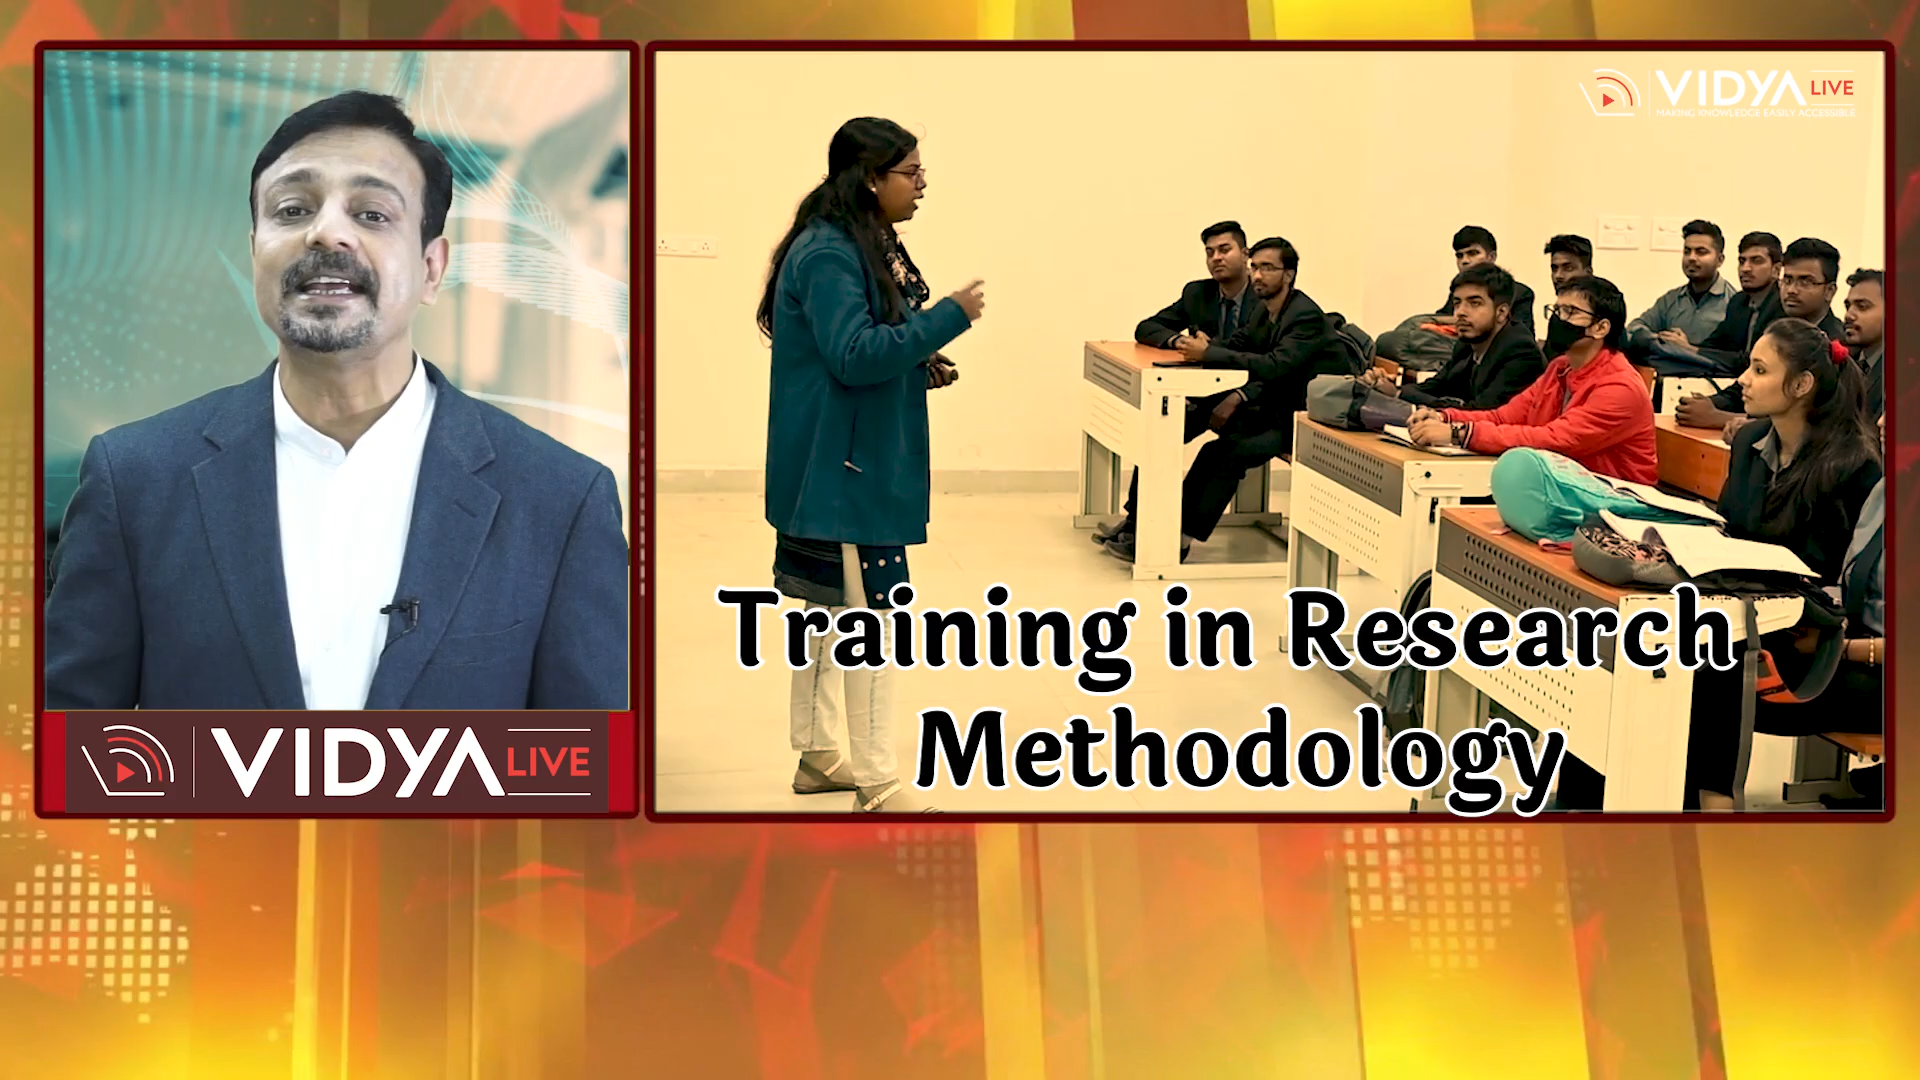 VIDYA LIVE
MAKING KNOWLEDGE EASILY ACCESSIBLE
Training in Research
Methodology
VIDYA LIVE